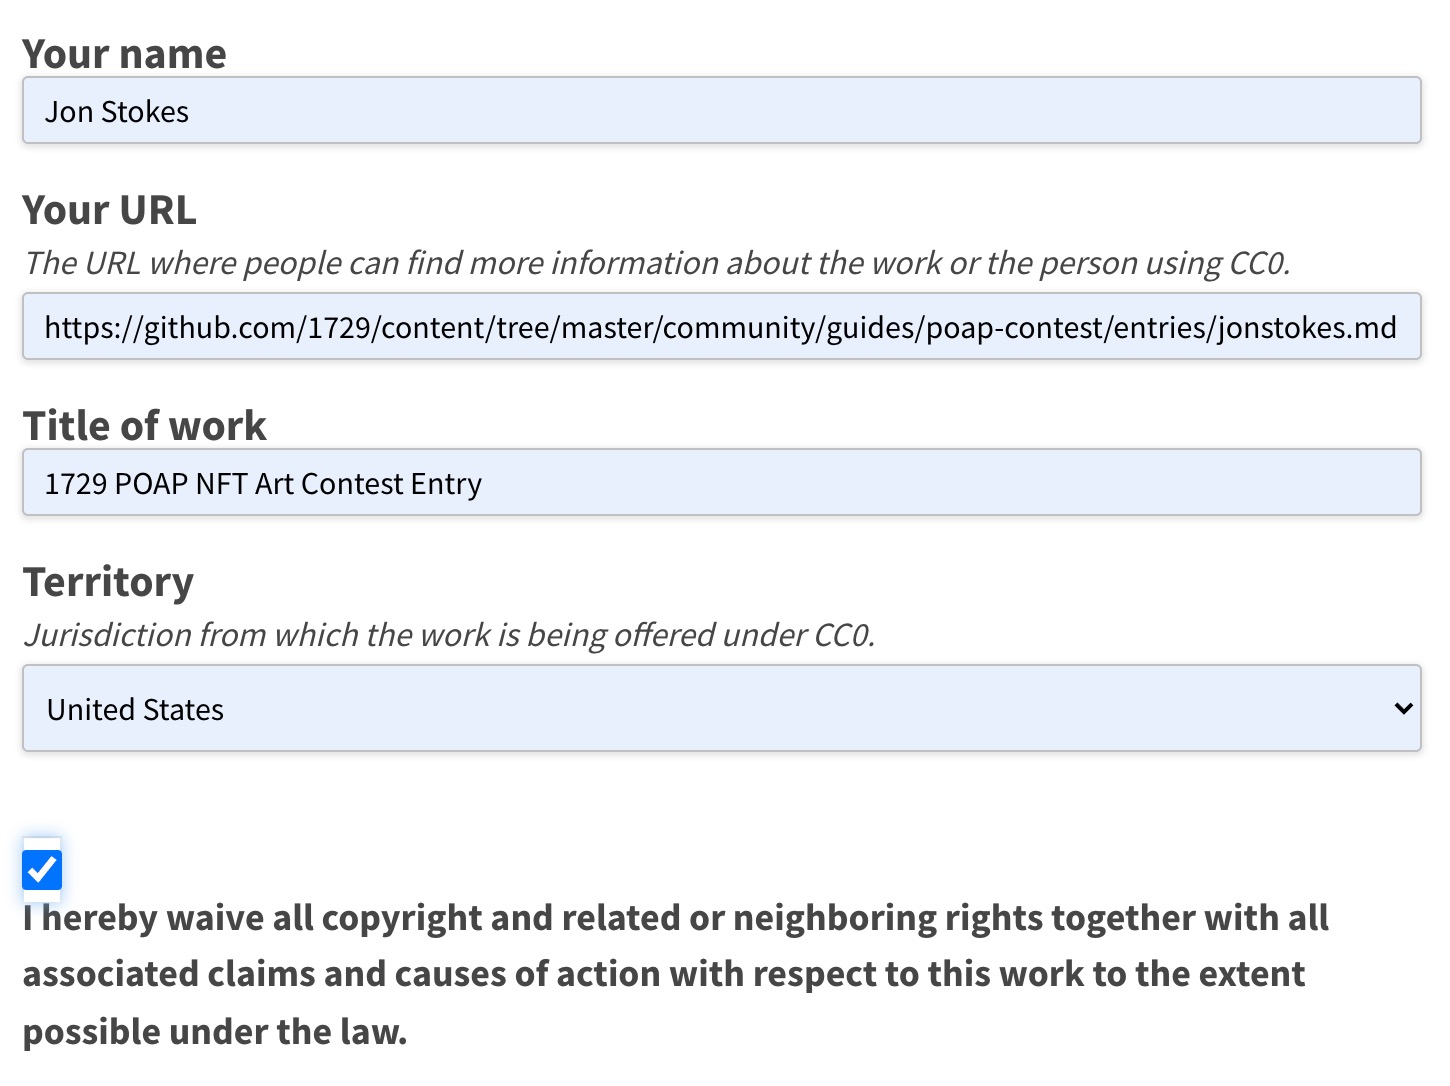 Your name
Jon Stokes
Your URL
The URL where people can find more information about the work or the person using CC0.
https://github.com/1729/content/tree/master/community/guides/poap-contest/entries/jonstokes.md
Title of work
1729 POAP NFT Art Contest Entry
Territory
Jurisdiction from which the work is being offered under CC0.
United States
I hereby waive all copyright and related or neighboring rights together with all
associated claims and causes of action with respect to this work to the extent
possible under the law.